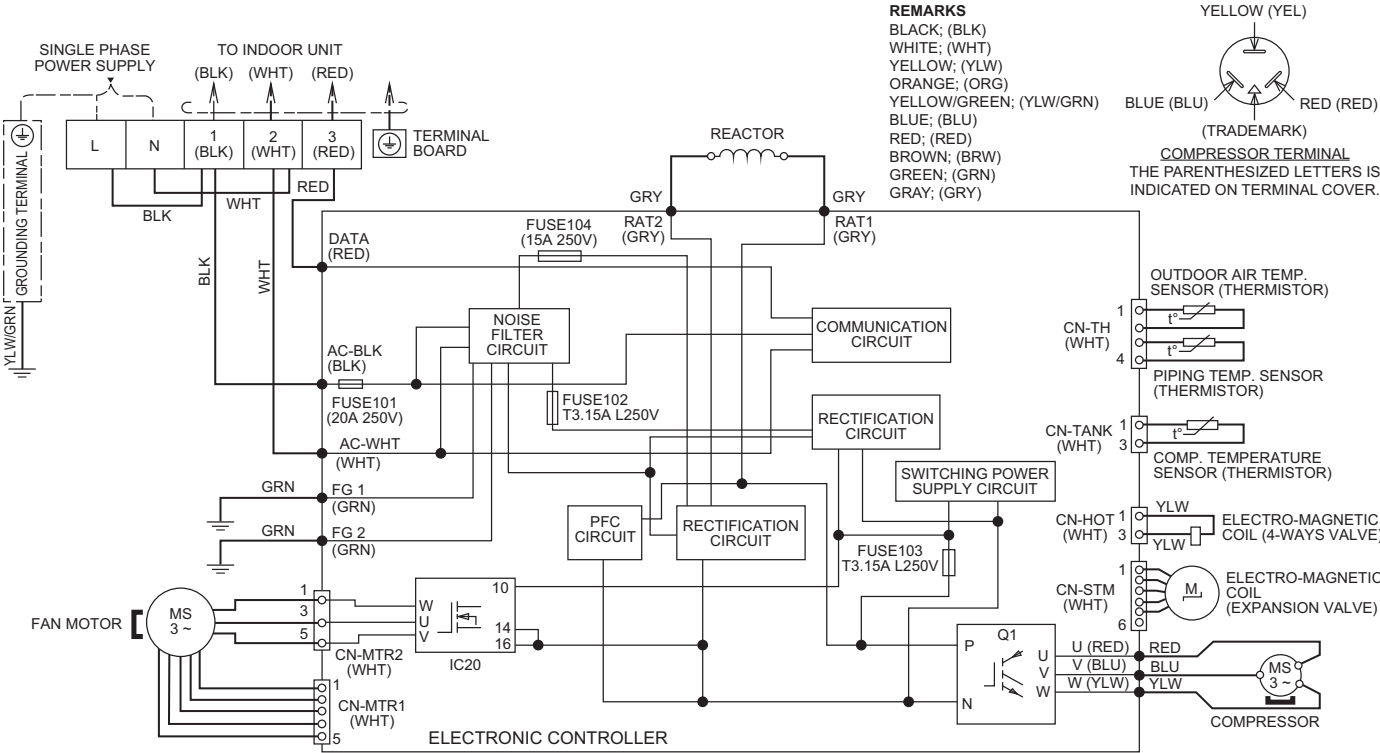 SINGLE PHASE
POWER SUPPLY
TO INDOOR UNIT
(BLK)
(WHT)
(RED)
L
N
1
(BLK)
2
(WHT)
3
(RED)
TERMINAL
BOARD
GROUNDING TERMINAL
YLW/GRN
BLK
WHT
RED
BLK
WHT
REMARKS
BLACK; (BLK)
WHITE; (WHT)
YELLOW; (YLW)
ORANGE; (ORG)
YELLOW/GREEN; (YLW/GRN)
BLUE; (BLU)
RED; (RED)
BROWN; (BRW)
GREEN; (GRN)
GRAY; (GRY)
YELLOW (YEL)
BLUE (BLU)
RED (RED)
(TRADEMARK)
COMPRESSOR TERMINAL
THE PARENTHESIZED LETTERS IS
INDICATED ON TERMINAL COVER.
REACTOR
GRY
GRY
RAT2
(GRY)
RAT1
(GRY)
DATA
(RED)
FUSE104
(15A 250V)
NOISE
FILTER
CIRCUIT
COMMUNICATION
CIRCUIT
AC-BLK
(BLK)
FUSE101
(20A 250V)
FUSE102
T3.15A L250V
AC-WHT
(WHT)
RECTIFICATION
CIRCUIT
SWITCHING POWER
SUPPLY CIRCUIT
GRN
FG 1
(GRN)
GRN
FG 2
(GRN)
PFC
CIRCUIT
RECTIFICATION
CIRCUIT
FUSE103
T3.15A L250V
FAN MOTOR
MS
3 ~
1
3
5
CN-MTR2
(WHT)
W
U
V
10
14
16
IC20
1
CN-MTR1
(WHT)
5
ELECTRONIC CONTROLLER
Q1
P
N
U
V
W
U (RED)
V (BLU)
W (YLW)
RED
BLU
YLW
MS
3 ~
COMPRESSOR
OUTDOOR AIR TEMP.
SENSOR (THERMISTOR)
1
CN-TH
(WHT)
4
t°
t°
PIPING TEMP. SENSOR
(THERMISTOR)
CN-TANK
(WHT)
1
3
t°
COMP. TEMPERATURE
SENSOR (THERMISTOR)
CN-HOT
(WHT)
1
3
YLW
YLW
ELECTRO-MAGNETIC
COIL (4-WAYS VALVE)
1
CN-STM
(WHT)
6
M
ELECTRO-MAGNETIC
COIL
(EXPANSION VALVE)